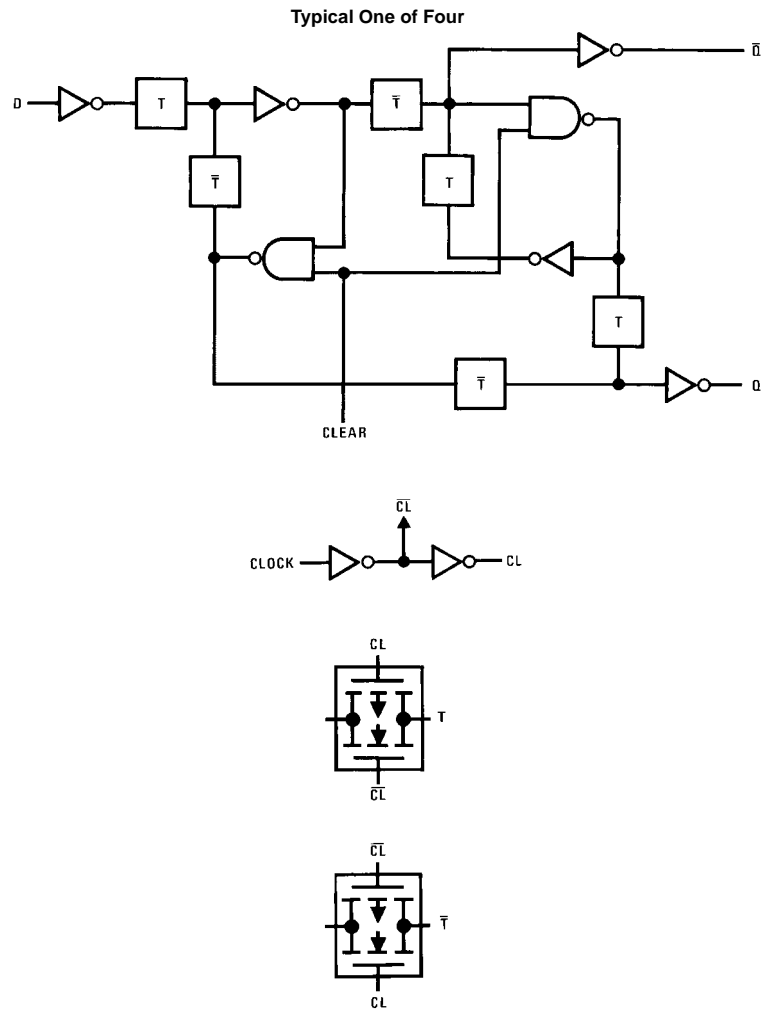 Typical One of Four
Q̅
D
T
T̅
T̅
T
T
T̅
Q
CLEAR
C̅L̅
CLOCK
CL
CL
T
C̅L̅
C̅L̅
T̅
CL